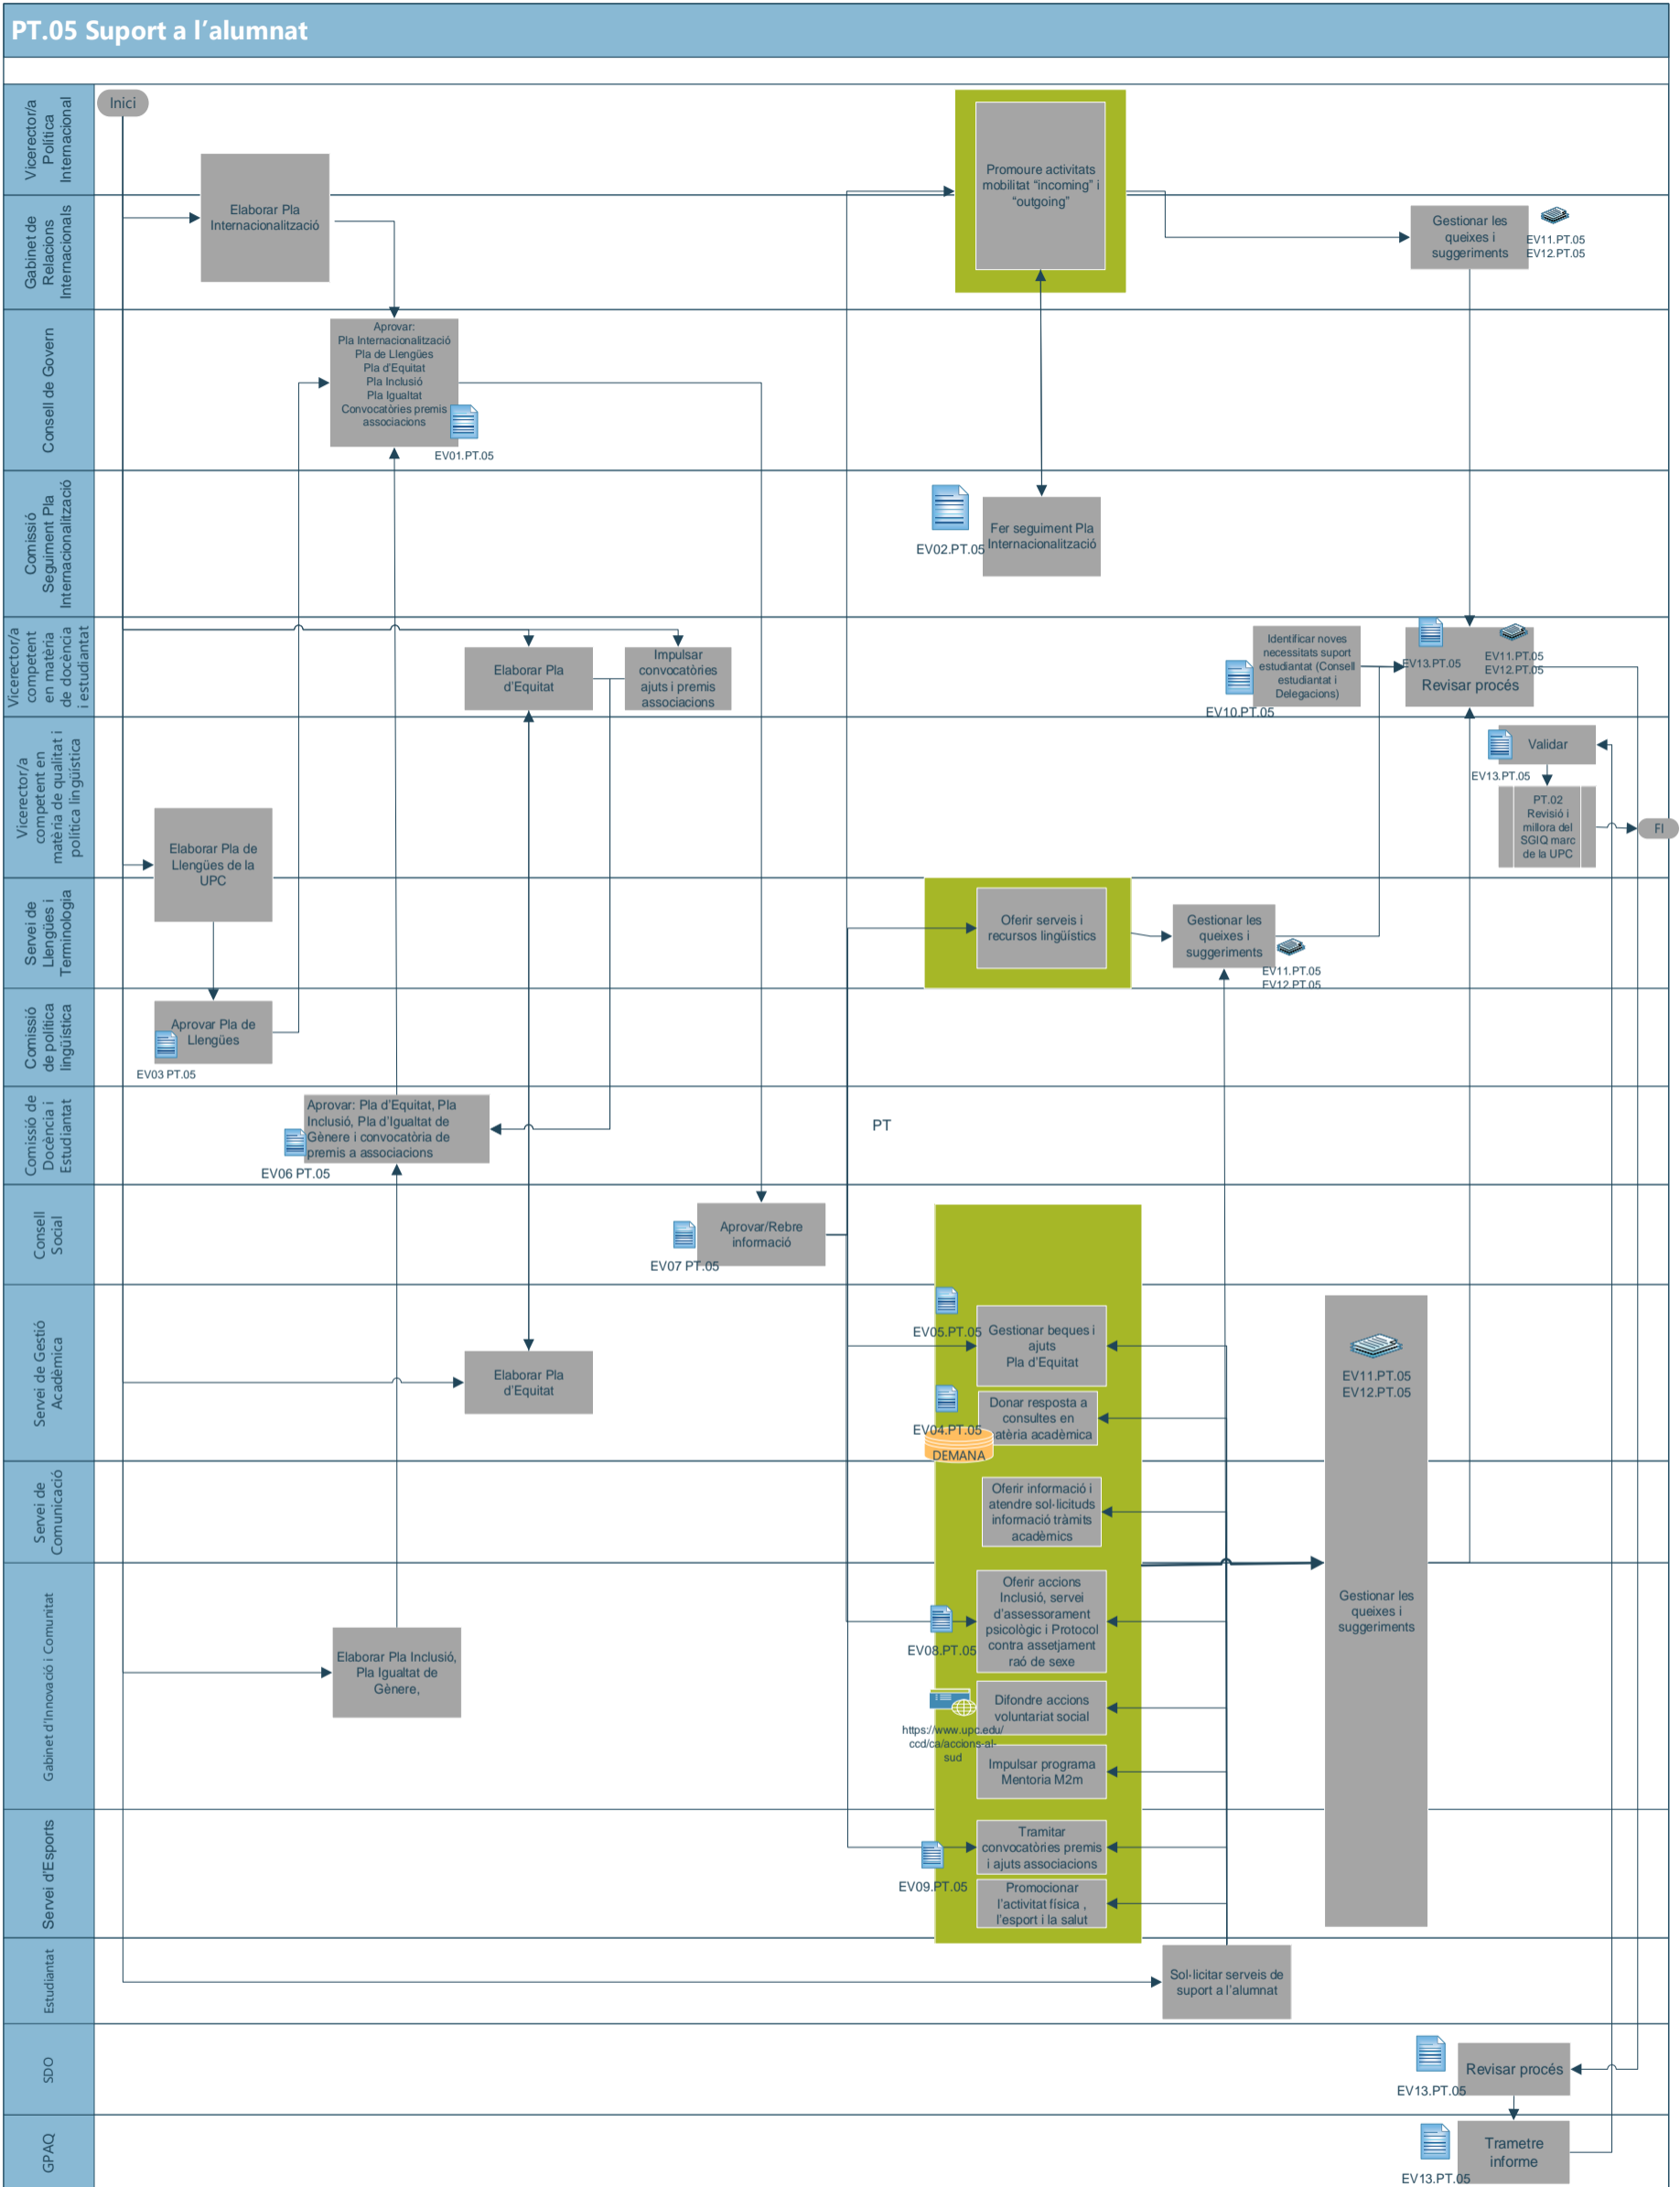 PT.05 Suport a l’alumnat
Vicerector/a
Política
Internacional
Inici
Promoure activitats
mobilitat “incoming” i
“outgoing”
Gabinet de
Relacions
Internacionals
Elaborar Pla
Internacionalització
Gestionar les
queixes i
suggeriments
EV11.PT.05
EV12.PT.05
Consell de Govern
Aprovar:
Pla Internacionalització
Pla de Llengües
Pla d’Equitat
Pla Inclusió
Pla Igualtat
Convocatòries premis
associacions
EV01.PT.05
Comissió
Seguiment Pla
Internacionalització
EV02.PT.05
Fer seguiment Pla
Internacionalització
Vicerector/a
competent
en matèria
de docència
i estudiantat
Elaborar Pla
d’Equitat
Impulsar
convocatòries
ajuts i premis
associacions
Identificar noves
necessitats suport
estudiantat (Consell
estudiantat i
Delegacions)
EV10.PT.05
EV13.PT.05
EV11.PT.05
EV12.PT.05
Revisar procés
Vicerector/a
competent en
matèria de qualitat i
política lingüística
Elaborar Pla de
Llengües de la
UPC
Validar
EV13.PT.05
PT.02
Revisió i
millora del
SGIQ marc
de la UPC
FI
Servei de
Llengües i
Terminologia
Oferir serveis i
recursos lingüístics
Gestionar les
queixes i
suggeriments
EV11.PT.05
EV12.PT.05
Comissió
de política
lingüística
Aprovar Pla de
Llengües
EV03 PT.05
Comissió de
Docència i
Estudiantat
Aprovar: Pla d’Equitat, Pla
Inclusió, Pla d’Igualtat de
Gènere i convocatòria de
premis a associacions
EV06 PT.05
PT
Consell
Social
Aprovar/Rebre
informació
EV07 PT.05
Servei de Gestió
Acadèmica
Elaborar Pla
d’Equitat
EV05.PT.05
Gestionar beques i
ajuts
Pla d’Equitat
EV04.PT.05
Donar resposta a
consultes en
atèria acadèmica
DEMANA
EV11.PT.05
EV12.PT.05
Servei de
Comunicació
Oferir informació i
atendre sol·licituds
informació tràmits
acadèmics
Gabinet d’Innovació i Comunitat
Elaborar Pla Inclusió,
Pla Igualtat de
Gènere,
Oferir accions
Inclusió, servei
d’assessorament
psicològic i Protocol
contra assetjament
raó de sexe
EV08.PT.05
Gestionar les
queixes i
suggeriments
Difondre accions
voluntariat social
https://www.upc.edu/
ccd/ca/accions-al-
sud
Impulsar programa
Mentoria M2m
Servei d’Esports
Tramitar
convocatòries premis
i ajuts associacions
EV09.PT.05
Promocionar
l’activitat física ,
l’esport i la salut
Estudiantat
Sol·licitar serveis de
suport a l’alumnat
SDO
Revisar procés
EV13.PT.05
GPAQ
Trametre
informe
EV13.PT.05